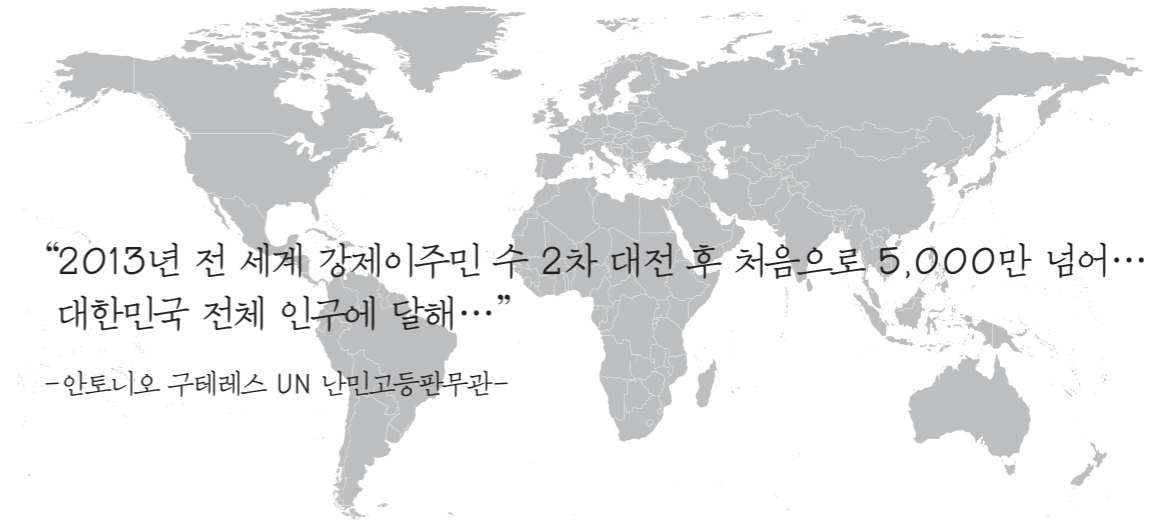 “2013년 전 세계 강제이주민 수 2차 대전 후 처음으로 5,000만 넘어…
대한민국 전체 인구에 달해…”
-안토니오 구테레스 UN 난민고등판무관-